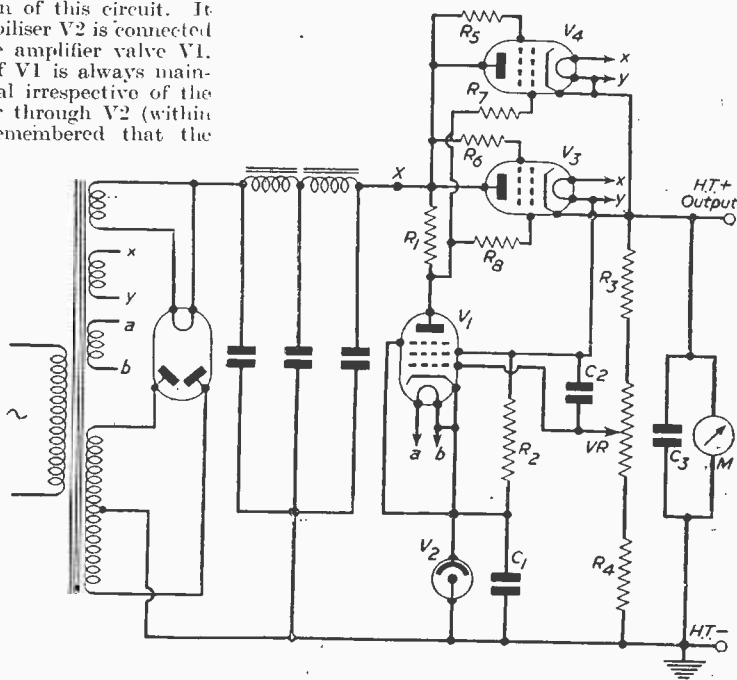 n of this circuit. It
biliser V2 is connected
e amplifier valve V1.
f V1 is always main-
al irrespective of the
r through V2 (within
emembered that the
R5
V4
x
y
R7
R6
V3
x
y
H.T.+
Output
X
R1
R8
R3
V1
x
y
a
b
C2
a
b
R2
VR
C3
M
V2
C1
R4
H.T.-
~